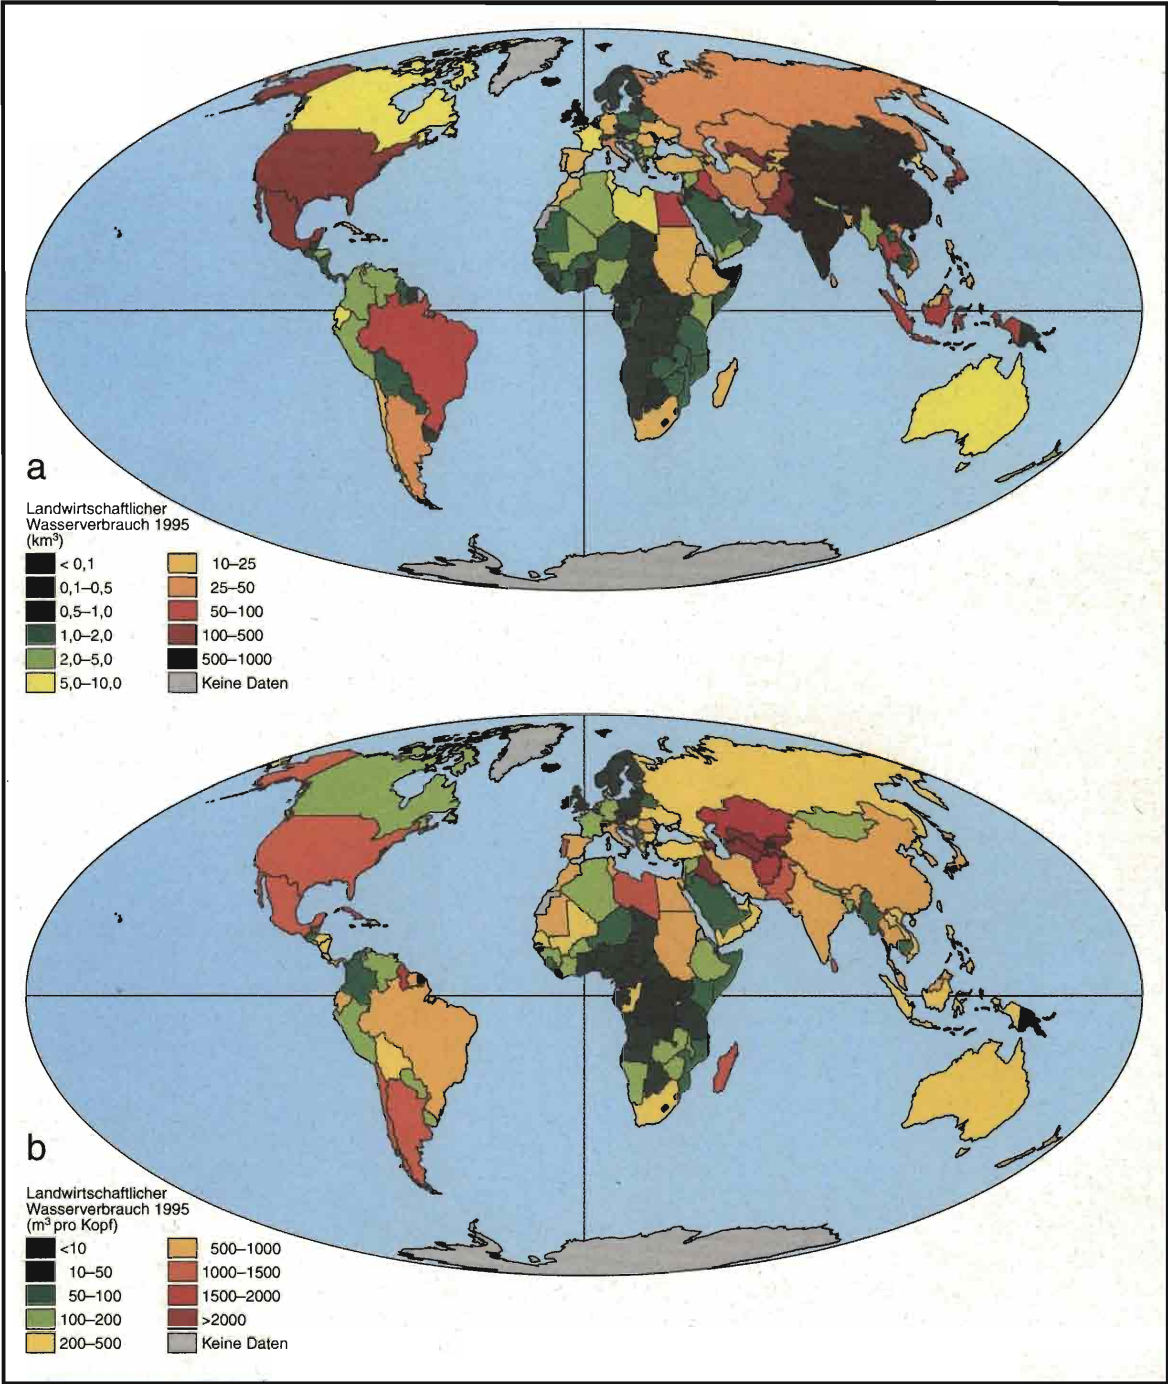 a
Landwirtschaftlicher
Wasserverbrauch 1995
(km³)
< 0,1
0,1–0,5
0,5–1,0
1,0–2,0
2,0–5,0
5,0–10,0
10–25
25–50
50–100
100–500
500–1000
Keine Daten
b
Landwirtschaftlicher
Wasserverbrauch 1995
(m³ pro Kopf)
<10
10–50
50–100
100–200
200–500
500–1000
1000–1500
1500–2000
>2000
Keine Daten